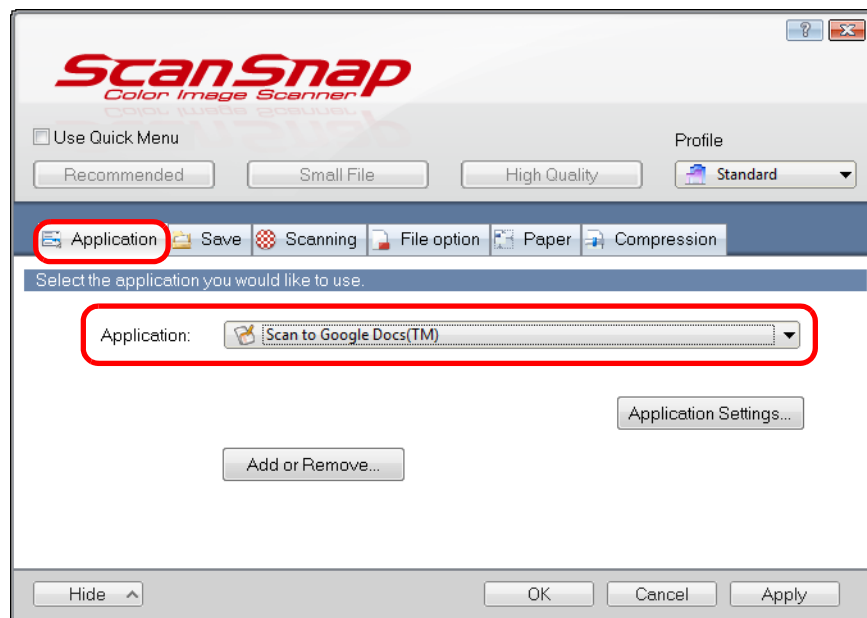 ScanSnap
Color Image Scanner
Use Quick Menu
Profile
Recommended Small File High Quality Standard
Application Save Scanning File option Paper Compression
Select the application you would like to use.
Application: Scan to Google Docs(TM)
Application Settings...
Add or Remove...
Hide OK Cancel Apply